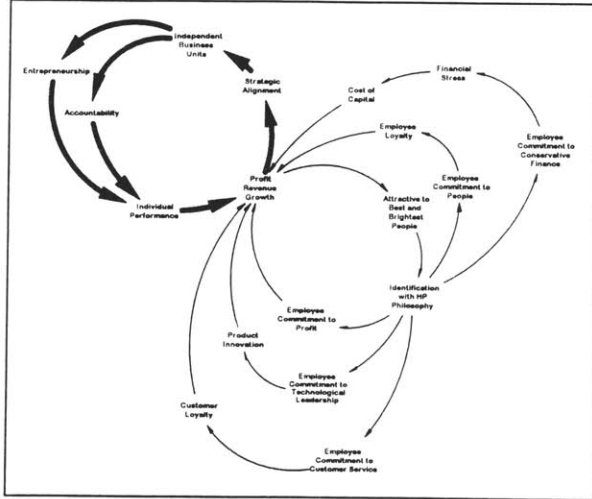 Independent
Business
Units
Entrepreneurship
Accountability
Strategic
Alignment
Financial
Stress
Cost of
Capital
Employee
Loyalty
Employee
Commitment to
Conservative
Finance
Employee
Commitment to
People
Profit
Revenue
Growth
Individual
Performance
Attractive to
Best and
Brightest
People
Identification
with HP
Philosophy
Employee
Commitment to
Profit
Product
Innovation
Employee
Commitment to
Technological
Leadership
Customer
Loyalty
Employee
Commitment to
Customer Service